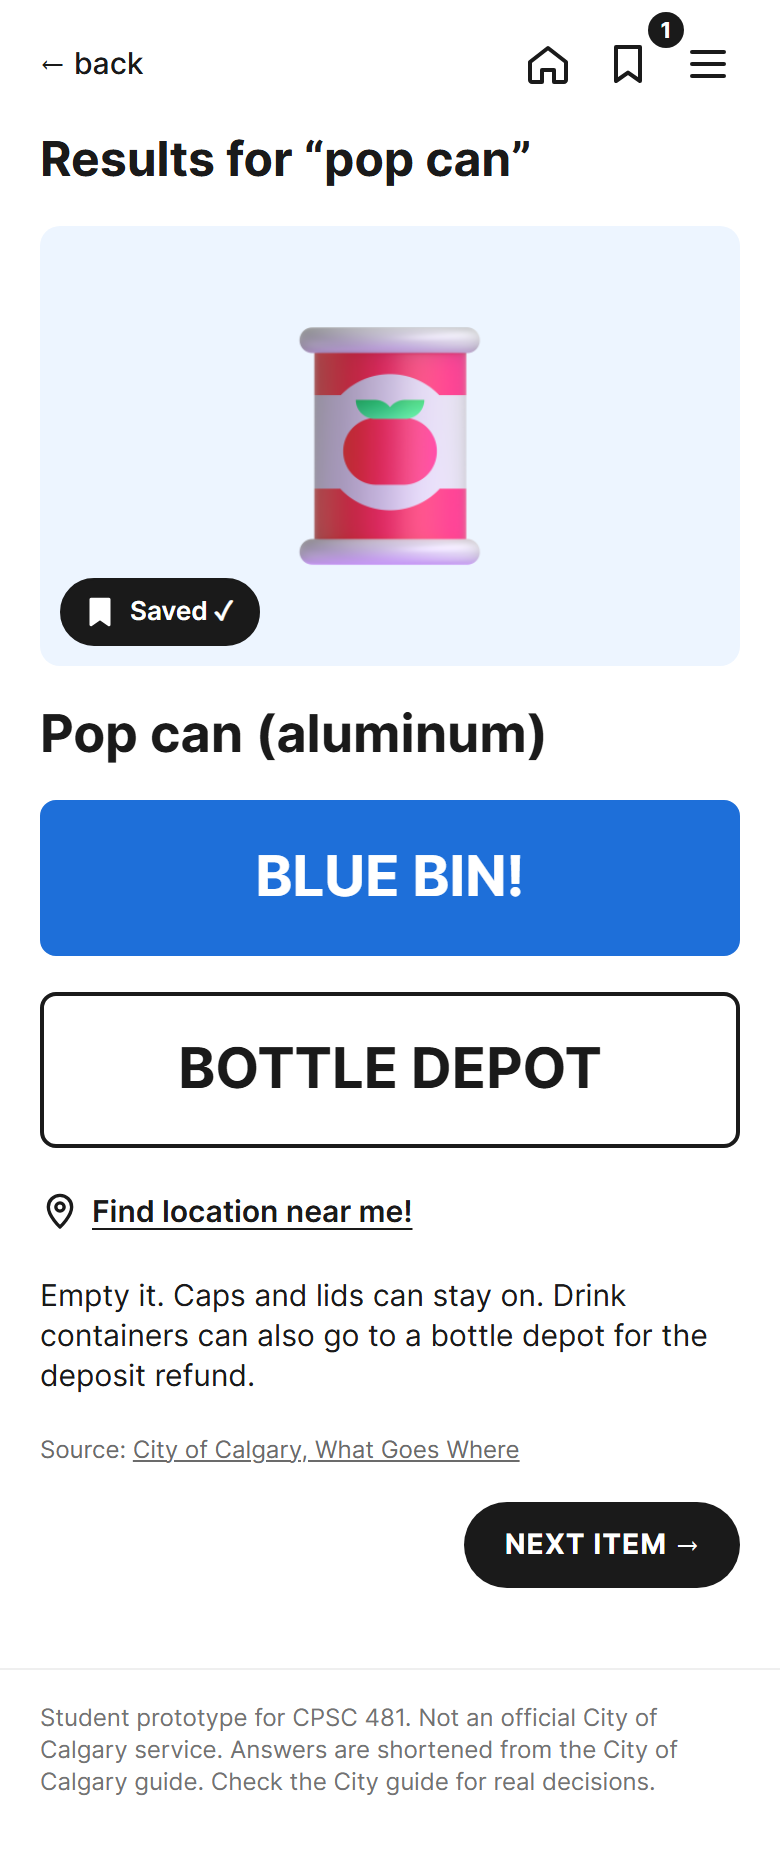 ← back
1
Results for “pop can”
Saved ✓
Pop can (aluminum)
BLUE BIN!
BOTTLE DEPOT
Find location near me!
Empty it. Caps and lids can stay on. Drink
containers can also go to a bottle depot for the
deposit refund.
Source: City of Calgary, What Goes Where
NEXT ITEM →
Student prototype for CPSC 481. Not an official City of
Calgary service. Answers are shortened from the City of
Calgary guide. Check the City guide for real decisions.